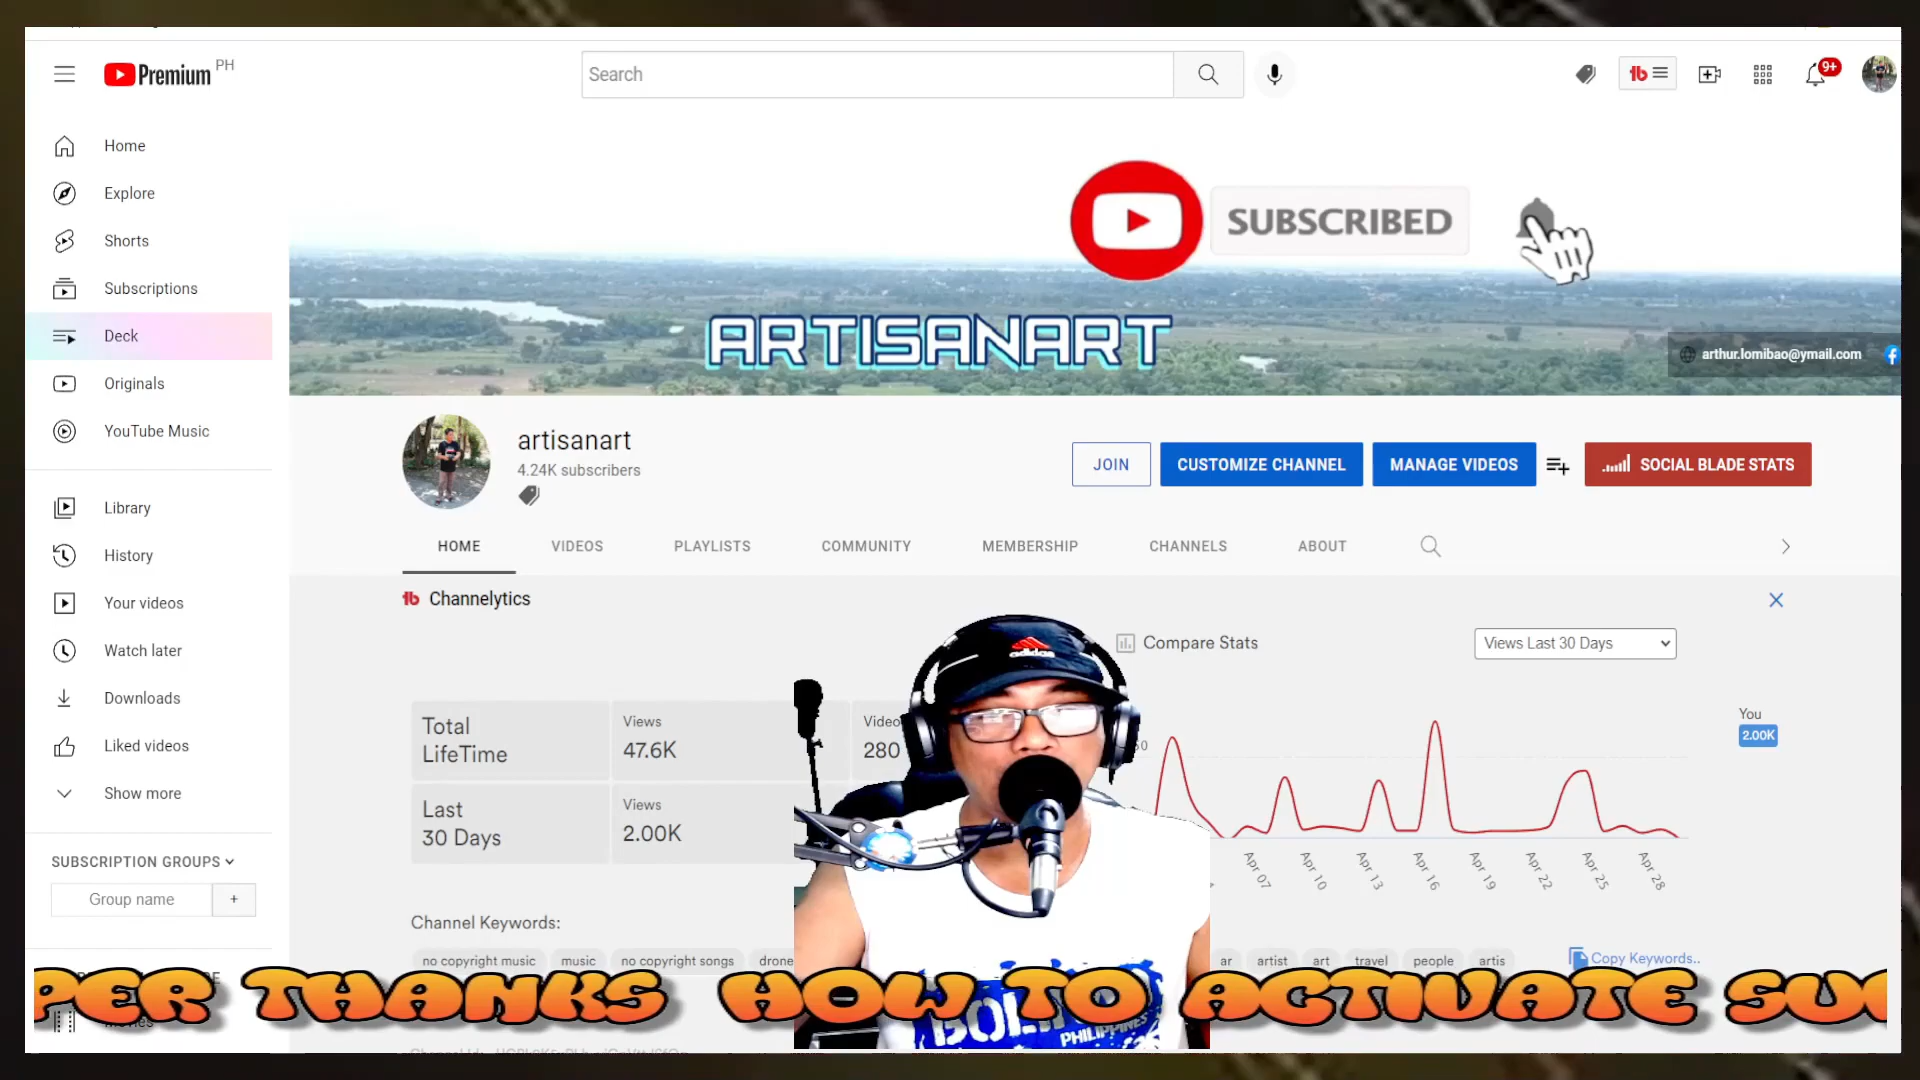 Premium PH
Search
9+
Home
Explore
Shorts
Subscriptions
Deck
Originals
YouTube Music
Library
History
Your videos
Watch later
Downloads
Liked videos
Show more
SUBSCRIPTION GROUPS
Group name
+
SUBSCRIBED
ARTISANART
arthur.lomibao@ymail.com
artisanart
4.24K subscribers
JOIN
CUSTOMIZE CHANNEL
MANAGE VIDEOS
SOCIAL BLADE STATS
HOME VIDEOS PLAYLISTS COMMUNITY MEMBERSHIP CHANNELS ABOUT
Channelytics
Compare Stats
Views Last 30 Days
Total LifeTime
Views
47.6K
Video
280
Last 30 Days
Views
2.00K
You
2.00K
Apr 07
Apr 10
Apr 13
Apr 16
Apr 19
Apr 22
Apr 25
Apr 28
adidas
Channel Keywords:
no copyright music music no copyright songs drone
ar artist art travel people artis
Copy Keywords..
PER THANKS HOW TO ACTIVATE SU
PHILIPPINES